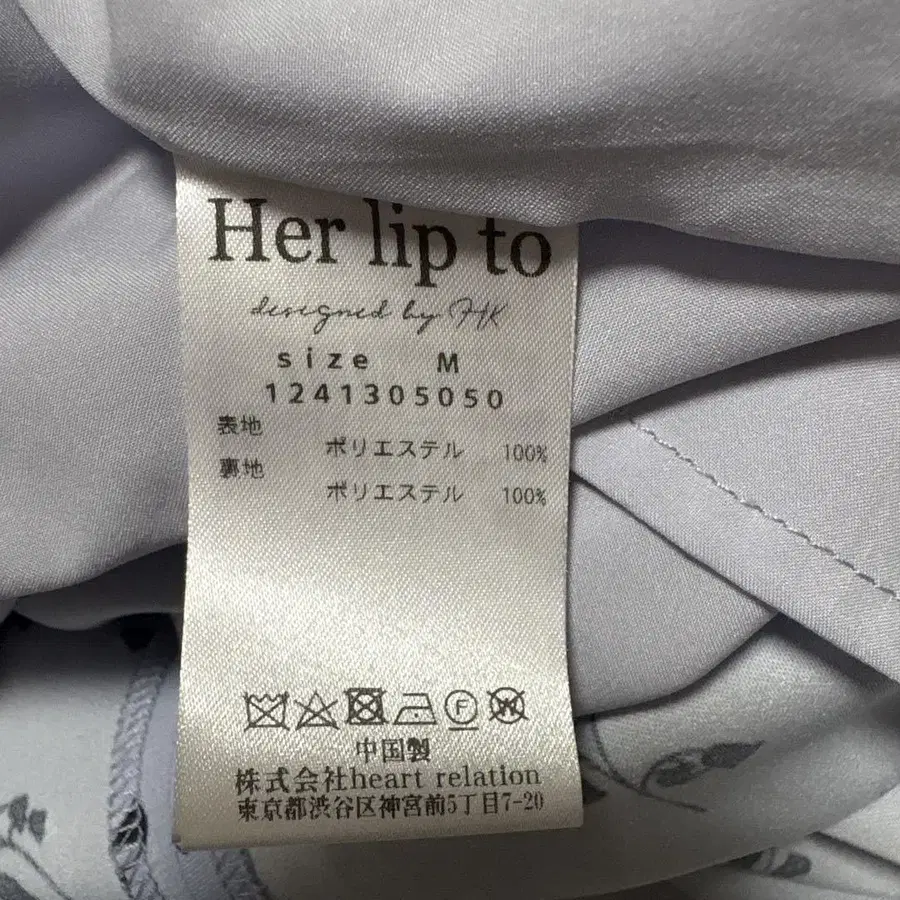 Her lip to
designed by HK
size M
1241305050
表地
ポリエステル 100%
裏地
ポリエステル 100%
F
W
中国製
株式会社heart relation
東京都渋谷区神宮前5丁目7-20